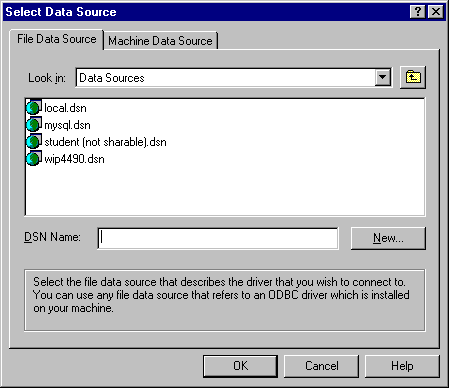 Select Data Source
File Data Source Machine Data Source
Look in: Data Sources
local.dsn
mysql.dsn
student (not sharable).dsn
wip4490.dsn
DSN Name: New...
Select the file data source that describes the driver that you wish to connect to.
You can use any file data source that refers to an ODBC driver which is installed
on your machine.
OK Cancel Help